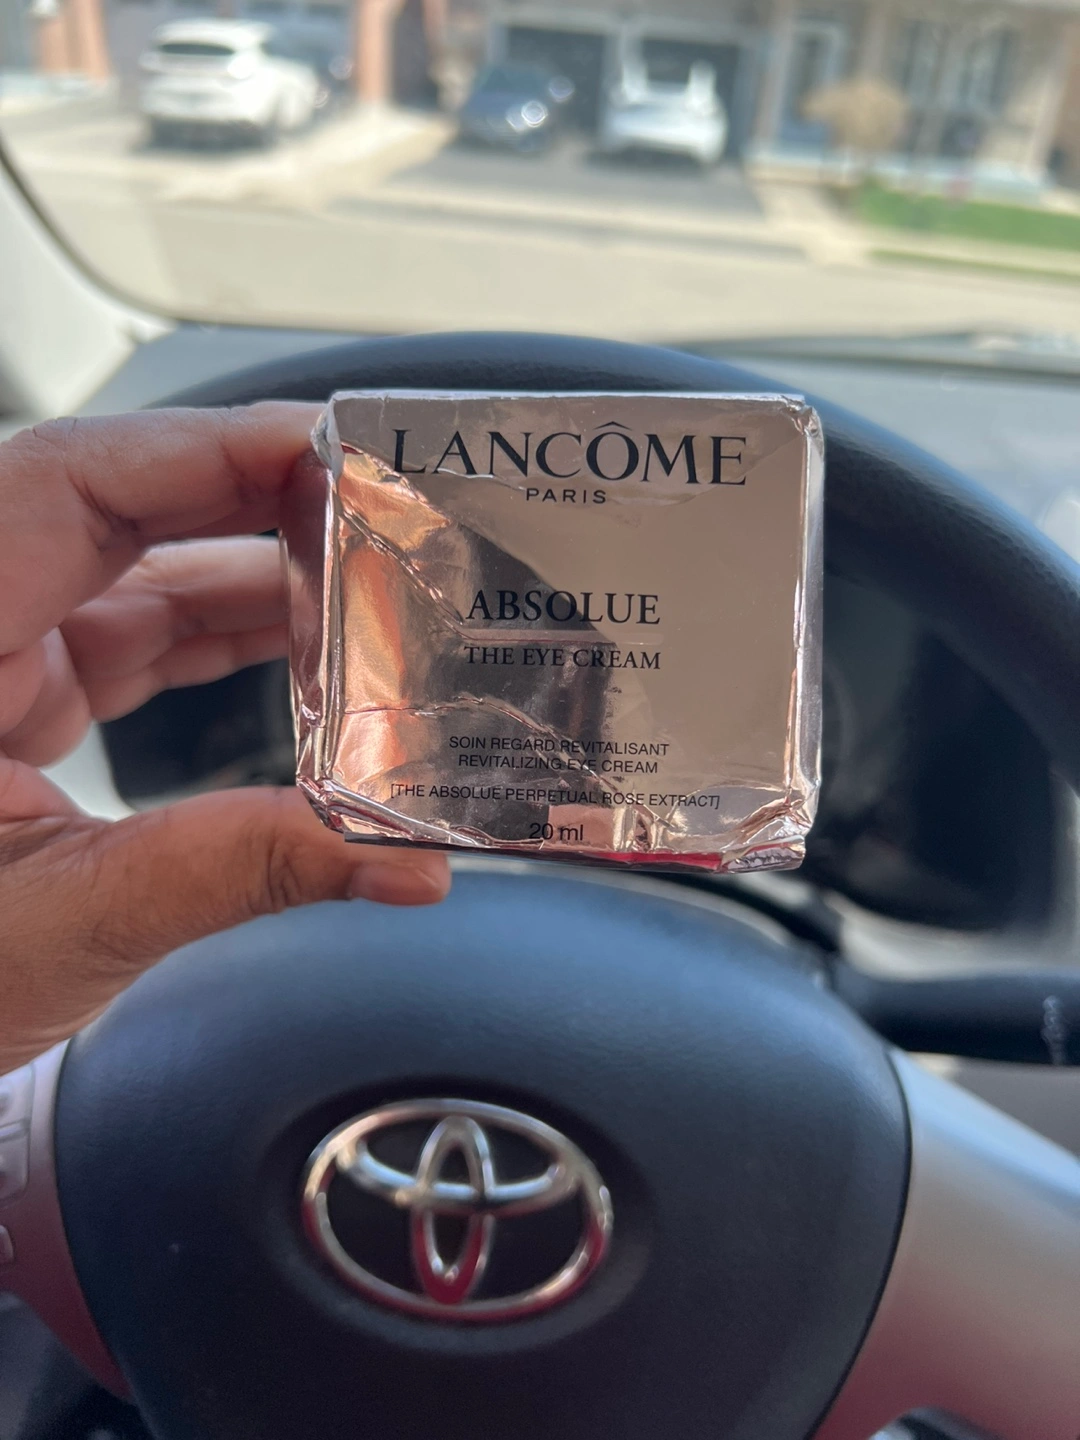 LANCÔME
PARIS
ABSOLUE
THE EYE CREAM
SOIN REGARD REVITALISANT
REVITALIZING EYE CREAM
[THE ABSOLUE PERPETUAL ROSE EXTRACT]
20 ml